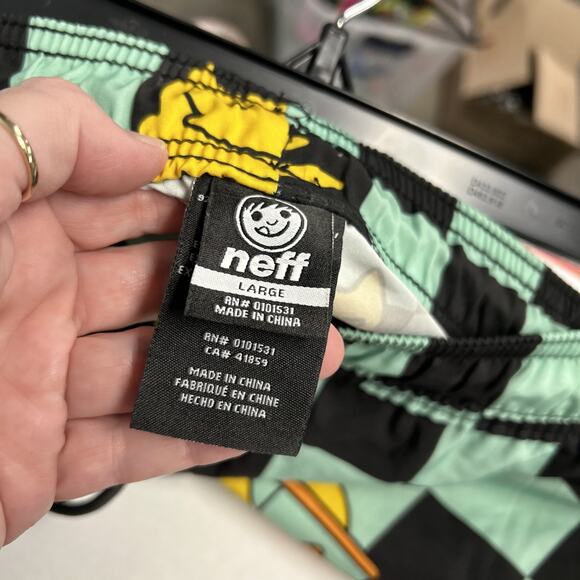 neff
LARGE
RN# 0101531
MADE IN CHINA
RN# 0101531
CA# 41859
MADE IN CHINA
FABRIQUÉ EN CHINE
HECHO EN CHINA